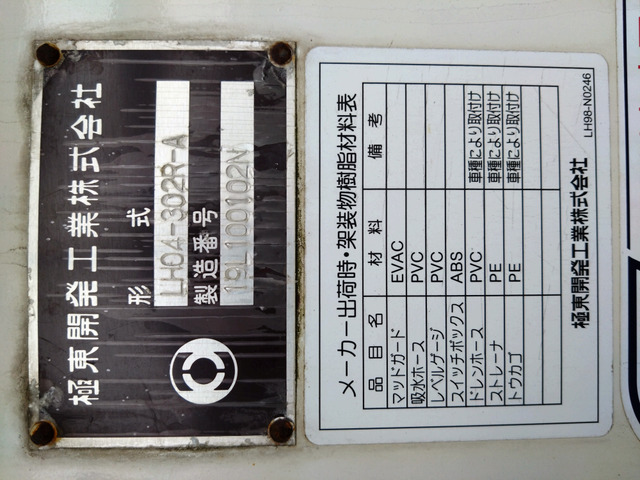 極東開発工業株式会社
形 式
LH04-302R-A
製造番号
19L100102N
メーカー出荷時・架装物樹脂材料表
品目名 材料 備考
マッドガード EVAC
吸水ホース PVC
レベルゲージ PVC
スイッチボックス ABS
ドレンホース PVC 車種により取付け
ストレーナ PE 車種により取付け
トウカゴ PE 車種により取付け
極東開発工業株式会社
LH98-N0246